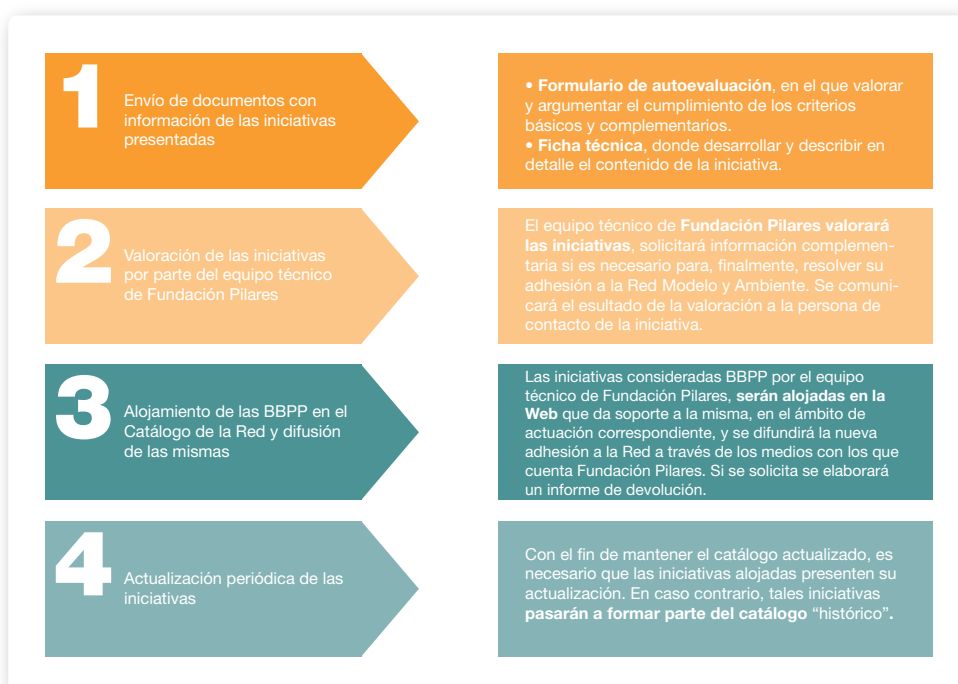 1
Envío de documentos con
información de las iniciativas
presentadas
• Formulario de autoevaluación, en el que valorar
y argumentar el cumplimiento de los criterios
básicos y complementarios.
• Ficha técnica, donde desarrollar y describir en
detalle el contenido de la iniciativa.
2
Valoración de las iniciativas
por parte del equipo técnico
de Fundación Pilares
El equipo técnico de Fundación Pilares valorará
las iniciativas, solicitará información complemen-
taria si es necesario para, finalmente, resolver su
adhesión a la Red Modelo y Ambiente. Se comuni-
cará el esultado de la valoración a la persona de
contacto de la iniciativa.
3
Alojamiento de las BBPP en el
Catálogo de la Red y difusión
de las mismas
Las iniciativas consideradas BBPP por el equipo
técnico de Fundación Pilares, serán alojadas en la
Web que da soporte a la misma, en el ámbito de
actuación correspondiente, y se difundirá la nueva
adhesión a la Red a través de los medios con los que
cuenta Fundación Pilares. Si se solicita se elaborará
un informe de devolución.
4
Actualización periódica de las
iniciativas
Con el fin de mantener el catálogo actualizado, es
necesario que las iniciativas alojadas presenten su
actualización. En caso contrario, tales iniciativas
pasarán a formar parte del catálogo “histórico”.